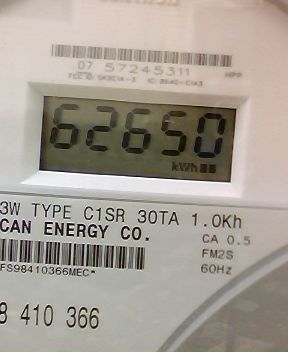 07 57245311
HPP
62650
kWh
3W TYPE C1SR 30TA 1.0Kh
CAN ENERGY CO.
CA 0.5
FM2S
60Hz
FS98410366MEC*
8 410 366